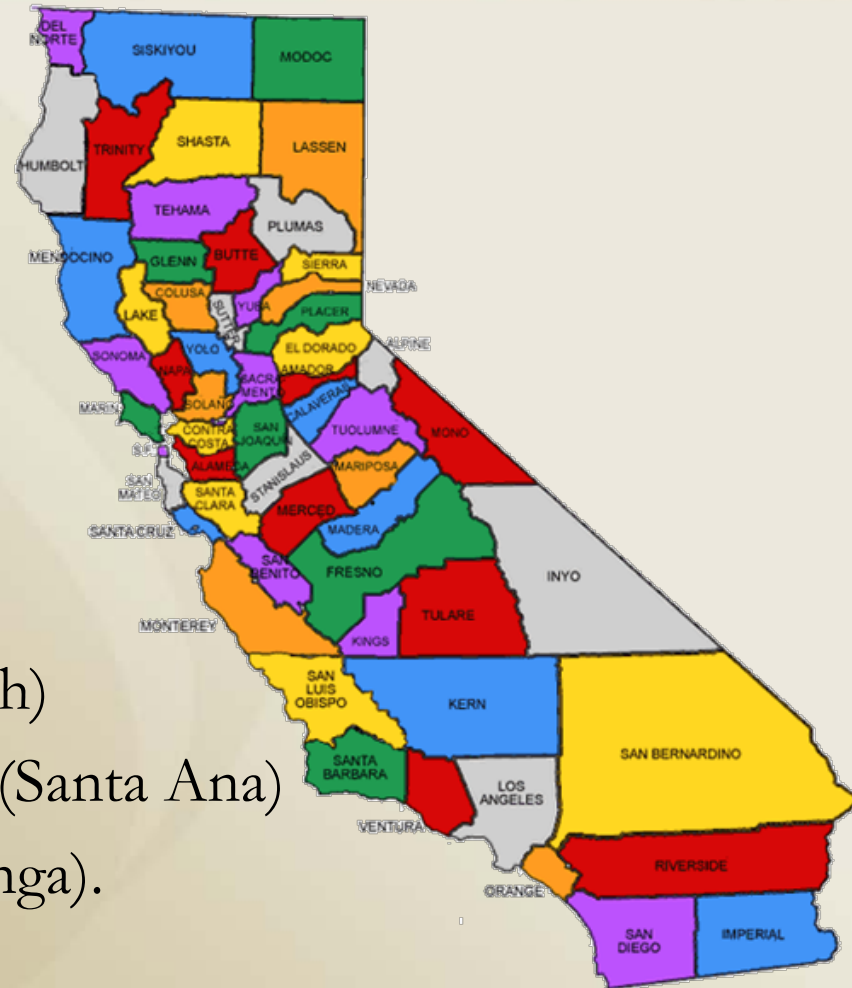 DEL
NORTE
SISKIYOU
MODOC
HUMBOLT
TRINITY
SHASTA
LASSEN
TEHAMA
PLUMAS
MENDOCINO
GLENN
BUTTE
SIERRA
NEVADA
COLUSA
LAKE
SUTTER
YUBA
PLACER
SONOMA
NAPA
YOLO
EL DORADO
ALPINE
SACRA
MENTO
AMADOR
SOLANO
MARIN
CALAVERAS
CONTRA
COSTA
SAN
JOAQUIN
TUOLUMNE
MONO
S.F.
ALAMEDA
STANISLAUS
MARIPOSA
SAN
MATEO
SANTA
CLARA
MERCED
MADERA
SANTA CRUZ
SAN
BENITO
FRESNO
INYO
MONTEREY
KINGS
TULARE
SAN
LUIS
OBISPO
KERN
SAN BERNARDINO
SANTA
BARBARA
LOS
ANGELES
VENTURA
RIVERSIDE
ORANGE
SAN
DIEGO
IMPERIAL
h)
(Santa Ana)
nga).